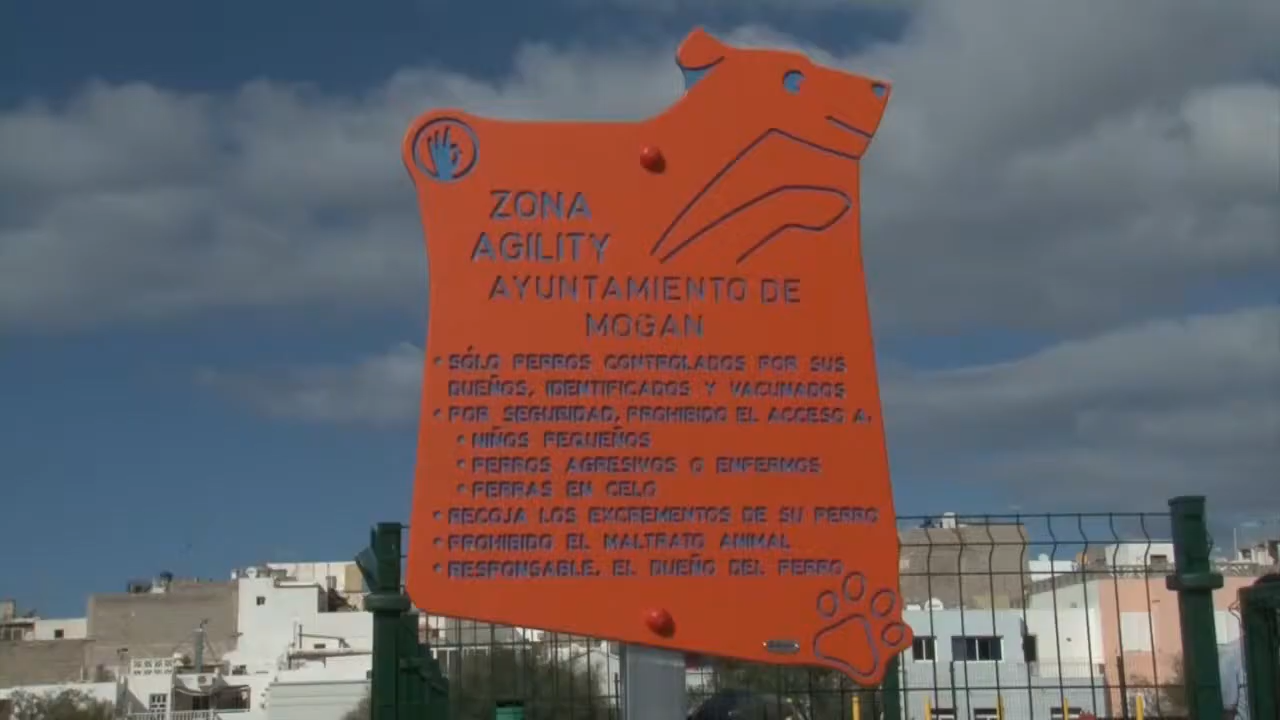 ZONA
AGILITY
AYUNTAMIENTO DE
MOGAN
• SÓLO PERROS CONTROLADOS POR SUS
DUEÑOS, IDENTIFICADOS Y VACUNADOS
• POR SEGURIDAD, PROHIBIDO EL ACCESO A:
• NIÑOS PEQUEÑOS
• PERROS AGRESIVOS O ENFERMOS
• PERRAS EN CELO
• RECOJA LOS EXCREMENTOS DE SU PERRO
• PROHIBIDO EL MALTRATO ANIMAL
• RESPONSABLE, EL DUEÑO DEL PERRO